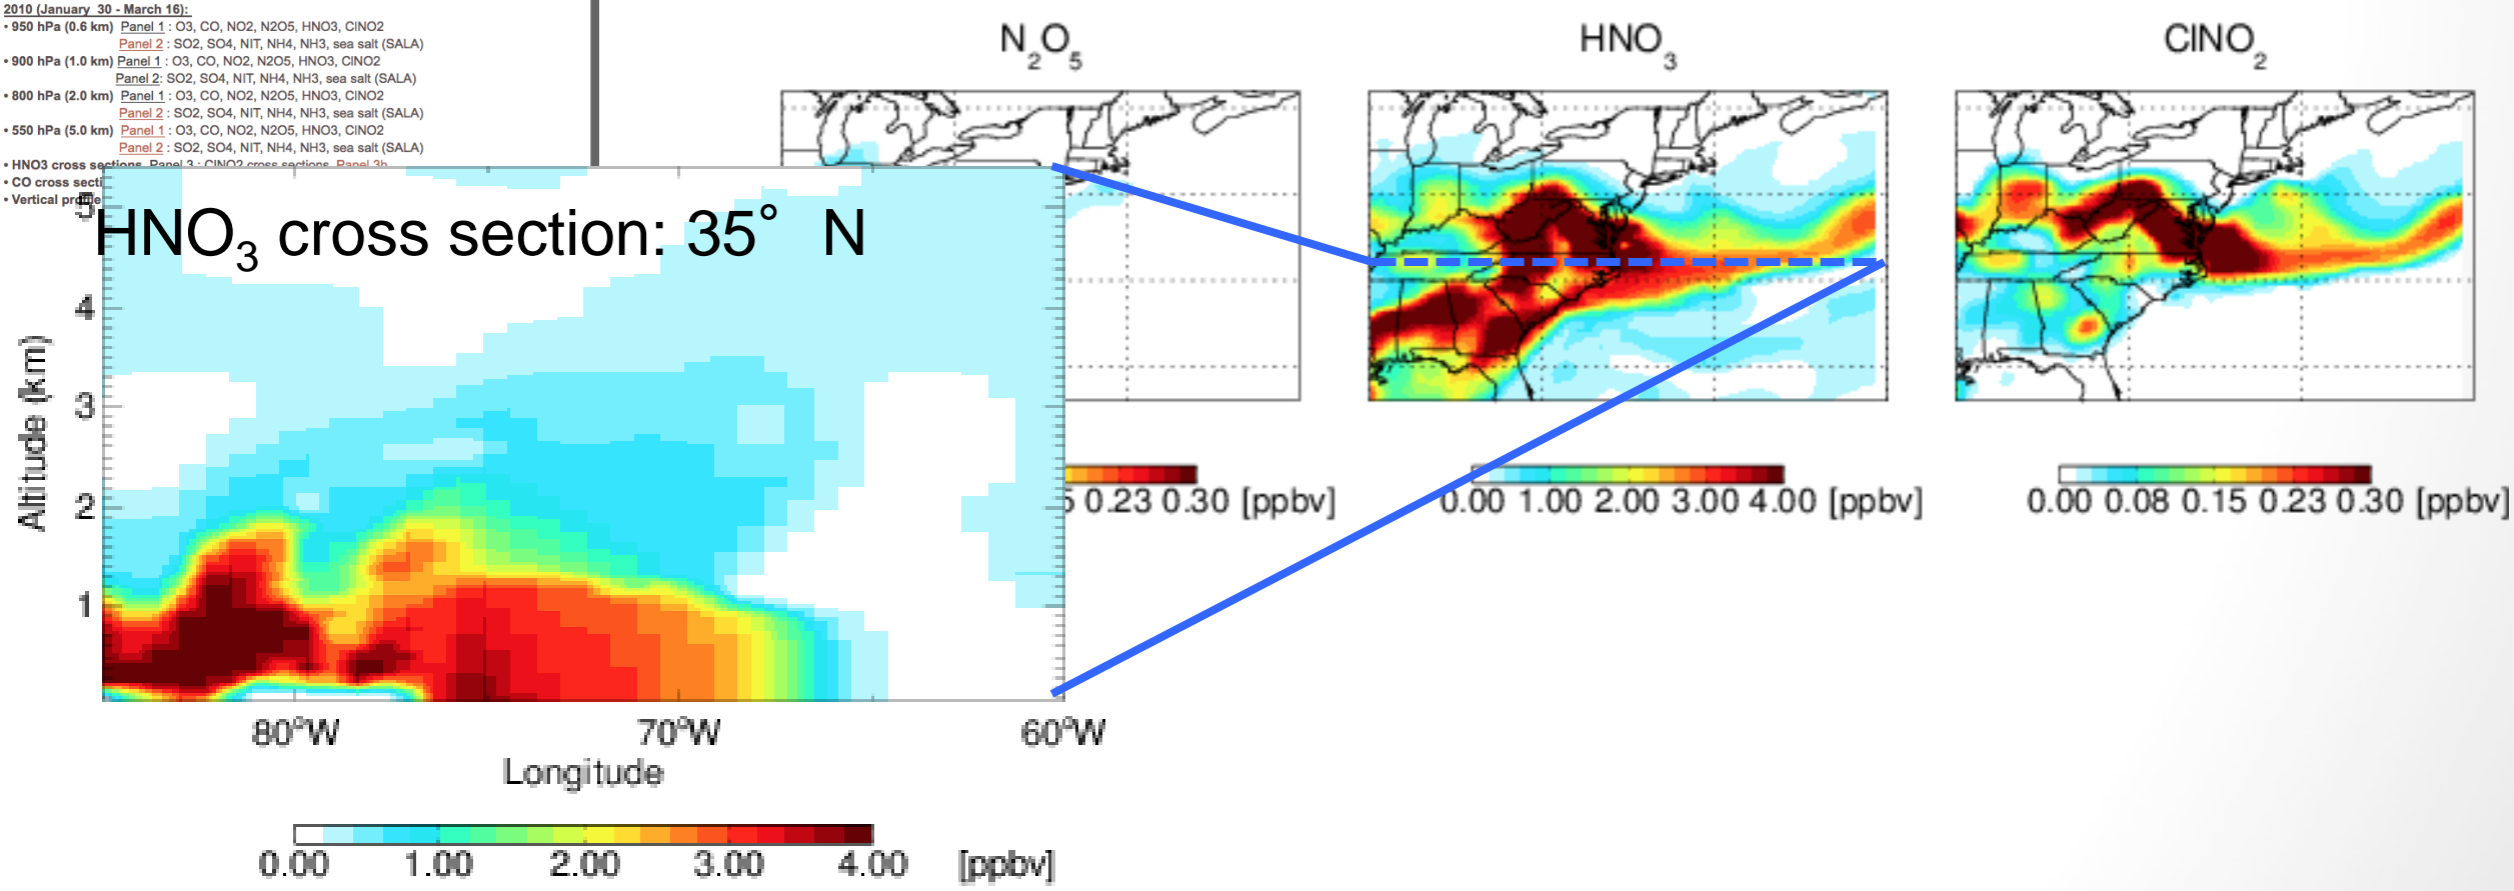 2010 (January 30 - March 16):
• 950 hPa (0.6 km) Panel 1 : O3, CO, NO2, N2O5, HNO3, ClNO2
Panel 2 : SO2, SO4, NIT, NH4, NH3, sea salt (SALA)
• 900 hPa (1.0 km) Panel 1 : O3, CO, NO2, N2O5, HNO3, ClNO2
Panel 2: SO2, SO4, NIT, NH4, NH3, sea salt (SALA)
• 800 hPa (2.0 km) Panel 1 : O3, CO, NO2, N2O5, HNO3, ClNO2
Panel 2 : SO2, SO4, NIT, NH4, NH3, sea salt (SALA)
• 550 hPa (5.0 km) Panel 1 : O3, CO, NO2, N2O5, HNO3, ClNO2
Panel 2 : SO2, SO4, NIT, NH4, NH3, sea salt (SALA)
• HNO3 cross sections Panel 3 : ClNO2 cross sections Panel 3b
• CO cross secti
• Vertical profile
HNO3 cross section: 35° N
5
4
3
2
1
Altitude (km)
80°W 70°W 60°W
Longitude
0.00 1.00 2.00 3.00 4.00 [ppbv]
N2O5
0.23 0.30 [ppbv]
HNO3
0.00 1.00 2.00 3.00 4.00 [ppbv]
ClNO2
0.00 0.08 0.15 0.23 0.30 [ppbv]